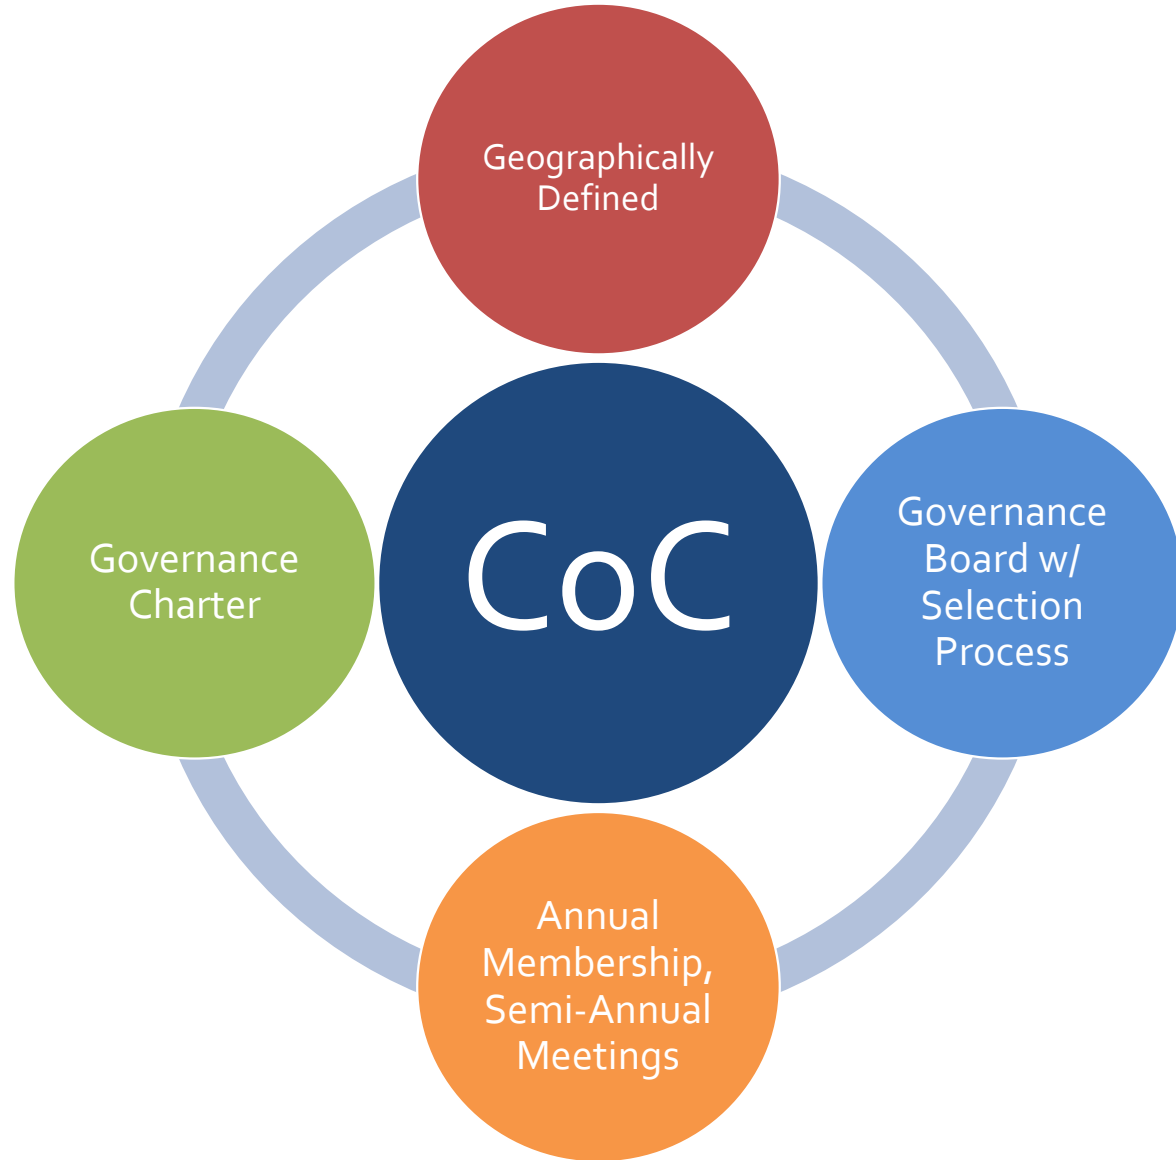 Geographically
Defined
Governance
Charter
CoC
Governance
Board w/
Selection
Process
Annual
Membership,
Semi-Annual
Meetings